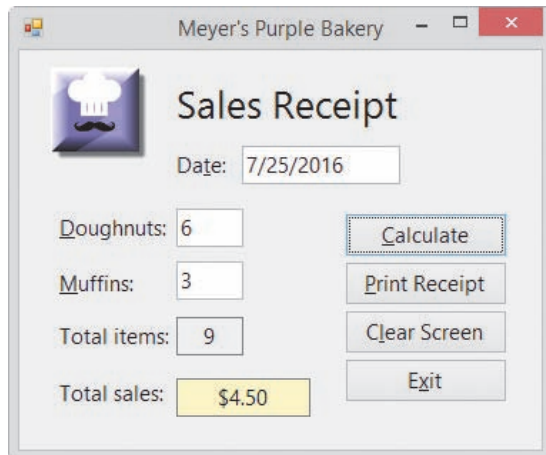 Meyer's Purple Bakery
Sales Receipt
Date: 7/25/2016
Doughnuts: 6
Calculate
Muffins: 3
Print Receipt
Total items: 9
Clear Screen
Total sales: $4.50
Exit